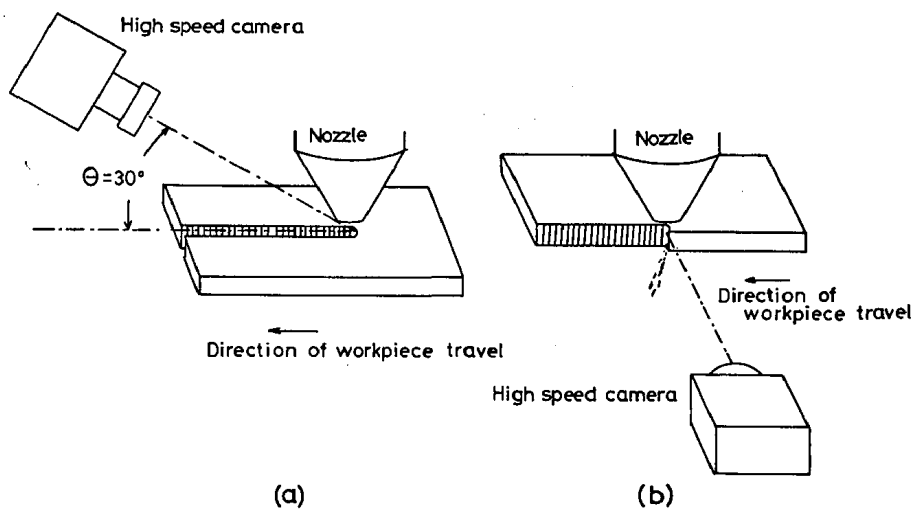 High speed camera
Nozzle
Θ=30°
Direction of workpiece travel
(a)
Nozzle
Direction of
workpiece travel
High speed camera
(b)